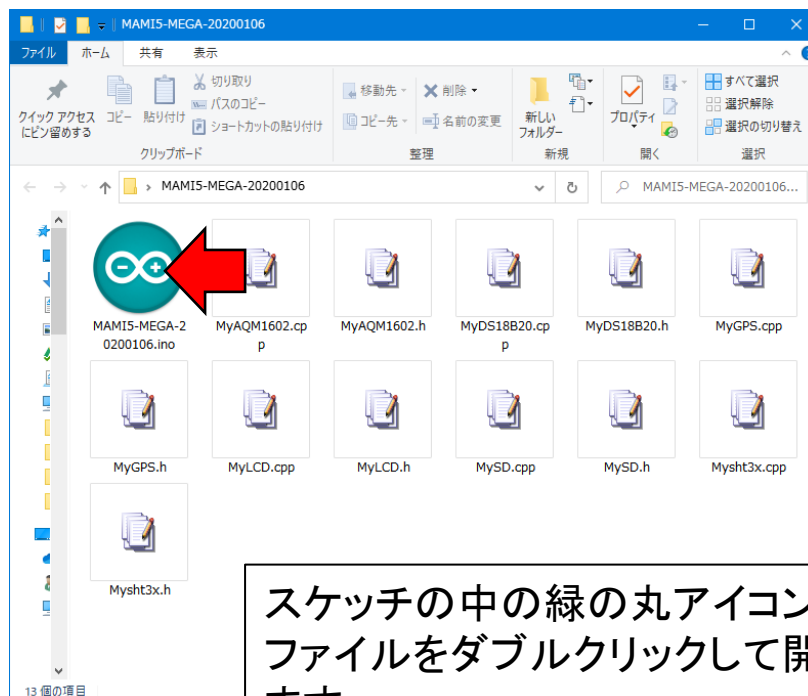 MAMI5-MEGA-20200106
ファイル ホーム 共有 表示
クイック アクセス
にピン留めする
コピー
貼り付け
切り取り
パスのコピー
ショートカットの貼り付け
クリップボード
移動先
コピー先
削除
名前の変更
整理
新しい
フォルダー
新規
プロパティ
開く
すべて選択
選択解除
選択の切り替え
選択
MAMI5-MEGA-20200106
MAMI5-MEGA-20200106...
MAMI5-MEGA-2
0200106.ino
MyAQM1602.cp
p
MyAQM1602.h
MyDS18B20.cp
p
MyDS18B20.h
MyGPS.cpp
MyGPS.h
MyLCD.cpp
MyLCD.h
MySD.cpp
MySD.h
Mysht3x.cpp
Mysht3x.h
13 個の項目
スケッチの中の緑の丸アイコン
ファイルをダブルクリックして開
ます